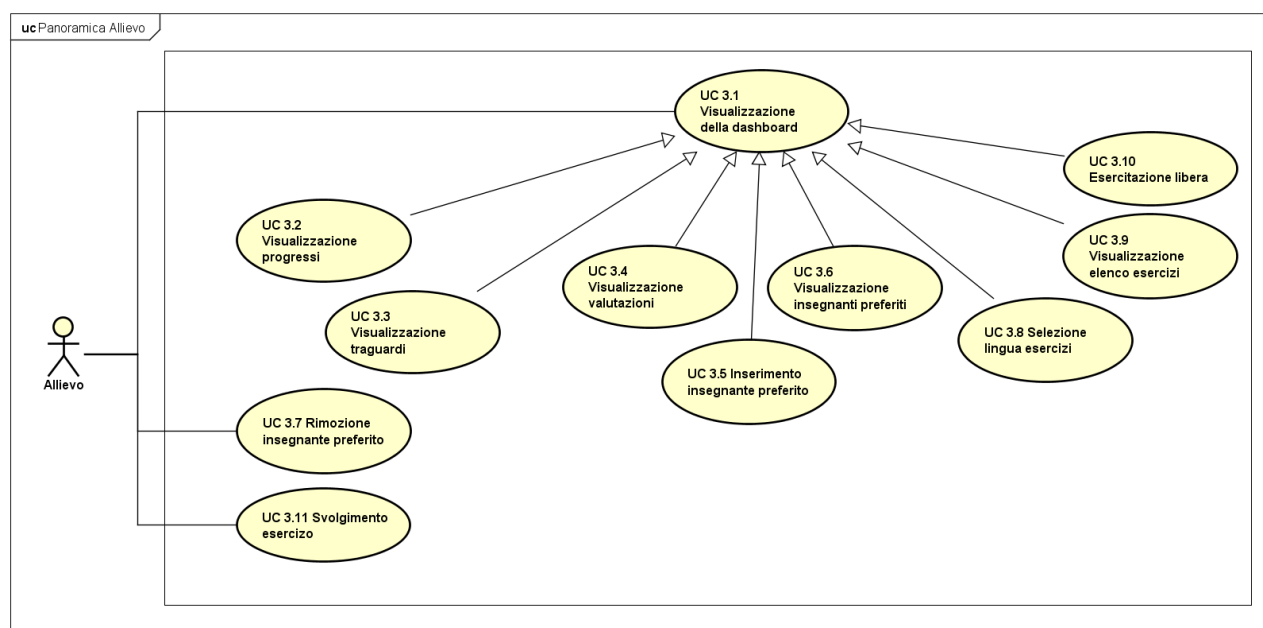 uc Panoramica Allievo
UC 3.1
Visualizzazione
della dashboard
UC 3.10
Esercitazione libera
UC 3.2
Visualizzazione
progressi
UC 3.9
Visualizzazione
elenco esercizi
UC 3.4
Visualizzazione
valutazioni
UC 3.6
Visualizzazione
insegnanti preferiti
UC 3.3
Visualizzazione
traguardi
UC 3.8 Selezione
lingua esercizi
UC 3.5 Inserimento
insegnante preferito
Allievo
UC 3.7 Rimozione
insegnante preferito
UC 3.11 Svolgimento
esercizo